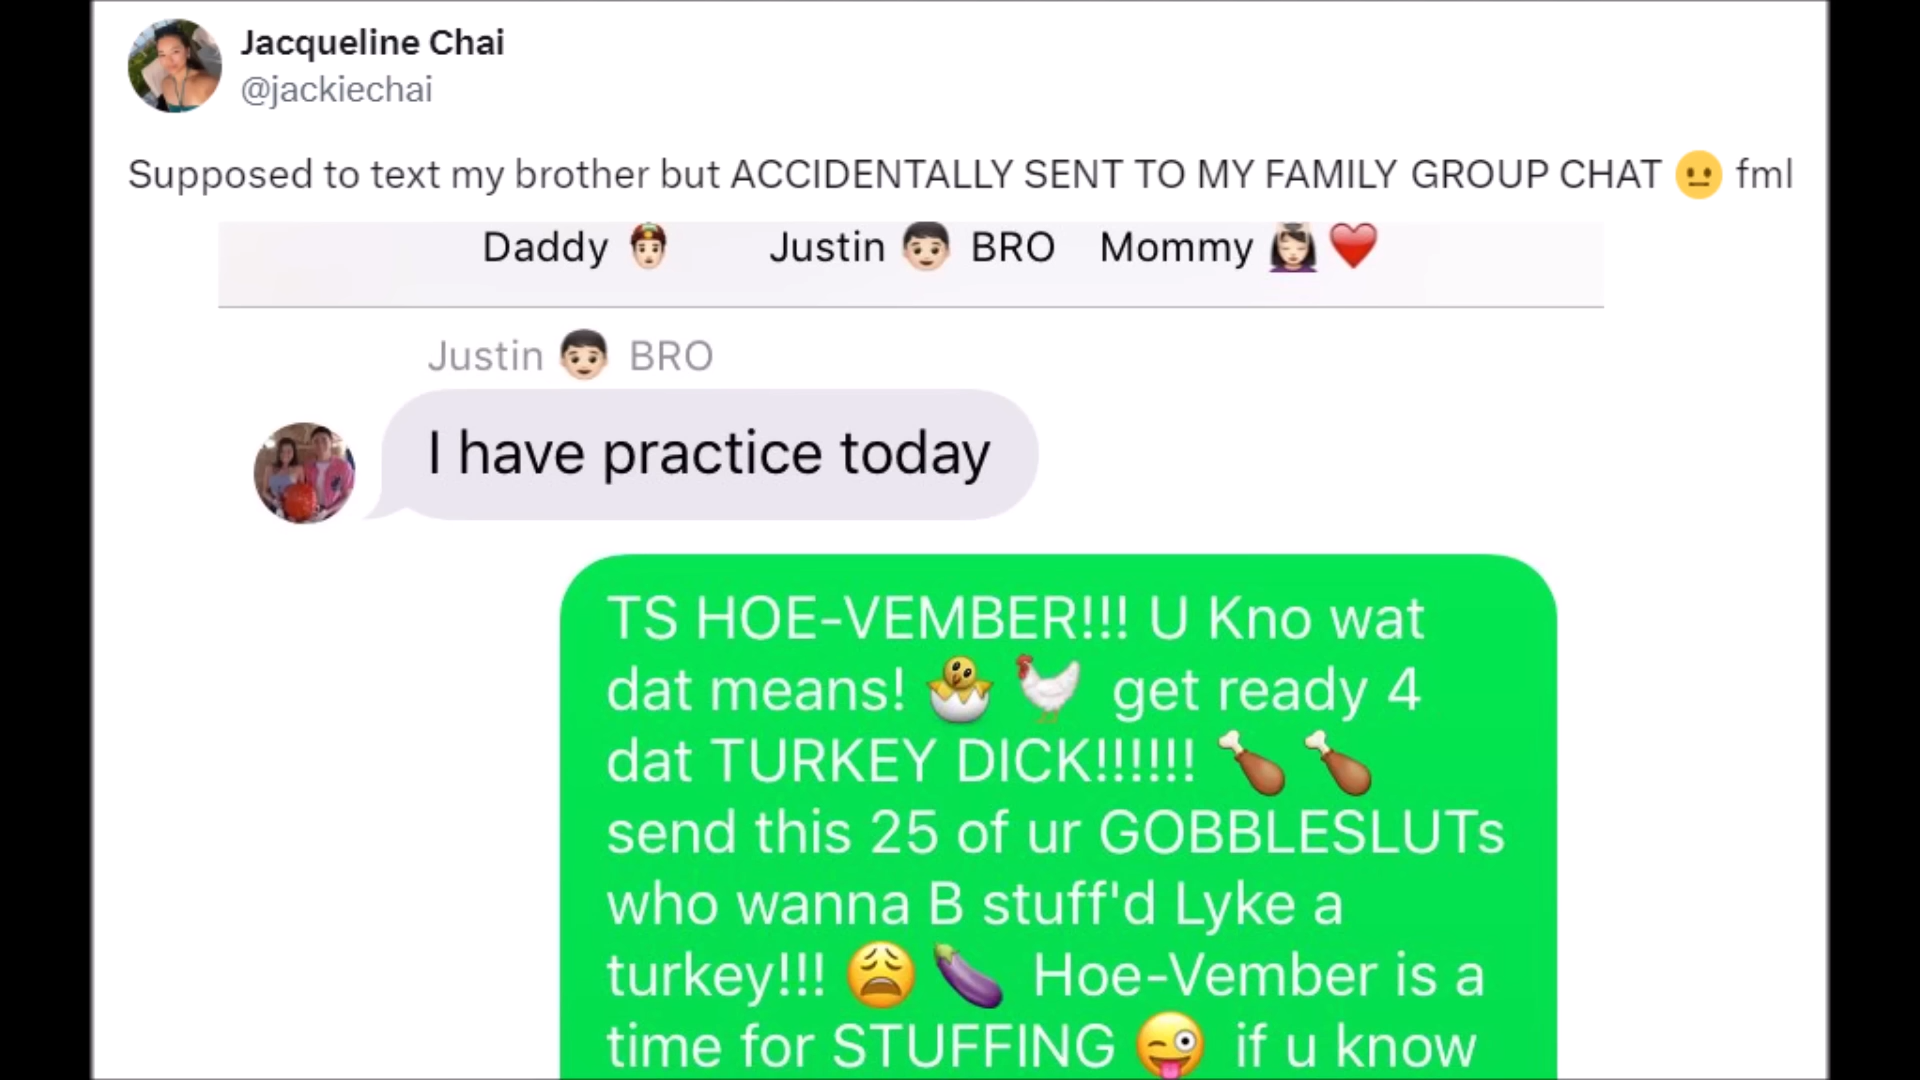 Jacqueline Chai
@jackiechai
Supposed to text my brother but ACCIDENTALLY SENT TO MY FAMILY GROUP CHAT 😐 fml
Daddy 👲🏻 Justin 👦🏻 BRO Mommy 💆🏻❤️
Justin 👦🏻 BRO
I have practice today
TS HOE-VEMBER!!! U Kno wat
dat means! 🐣 🐓 get ready 4
dat TURKEY DICK!!!!!! 🍗 🍗
send this 25 of ur GOBBLESLUTs
who wanna B stuff'd Lyke a
turkey!!! 😩 🍆 Hoe-Vember is a
time for STUFFING 😜 if u know